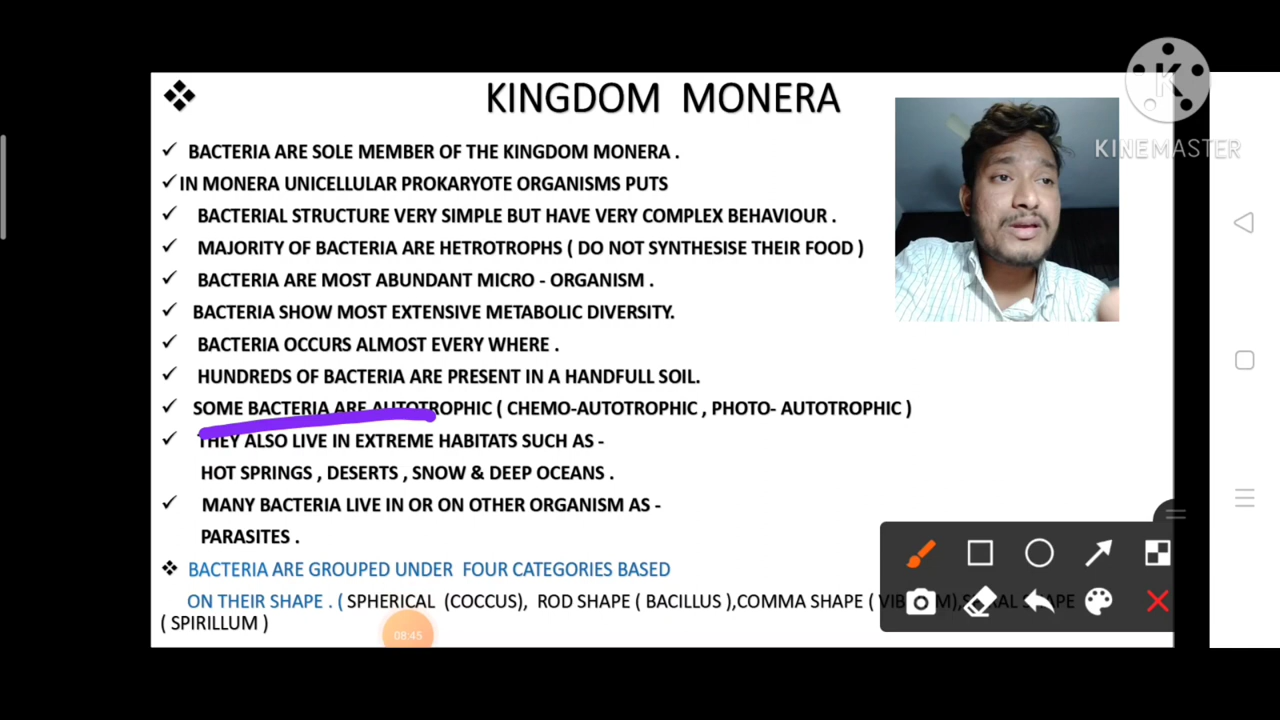 KINGDOM MONERA
KINEMASTER
BACTERIA ARE SOLE MEMBER OF THE KINGDOM MONERA .
IN MONERA UNICELLULAR PROKARYOTE ORGANISMS PUTS
BACTERIAL STRUCTURE VERY SIMPLE BUT HAVE VERY COMPLEX BEHAVIOUR .
MAJORITY OF BACTERIA ARE HETROTROPHS ( DO NOT SYNTHESISE THEIR FOOD )
BACTERIA ARE MOST ABUNDANT MICRO - ORGANISM .
BACTERIA SHOW MOST EXTENSIVE METABOLIC DIVERSITY.
BACTERIA OCCURS ALMOST EVERY WHERE .
HUNDREDS OF BACTERIA ARE PRESENT IN A HANDFULL SOIL.
SOME BACTERIA ARE AUTOTROPHIC ( CHEMO-AUTOTROPHIC , PHOTO- AUTOTROPHIC )
THEY ALSO LIVE IN EXTREME HABITATS SUCH AS -
HOT SPRINGS , DESERTS , SNOW & DEEP OCEANS .
MANY BACTERIA LIVE IN OR ON OTHER ORGANISM AS -
PARASITES .
BACTERIA ARE GROUPED UNDER FOUR CATEGORIES BASED
ON THEIR SHAPE . ( SPHERICAL (COCCUS), ROD SHAPE ( BACILLUS ),COMMA SHAPE (
( SPIRILLUM )
08:45